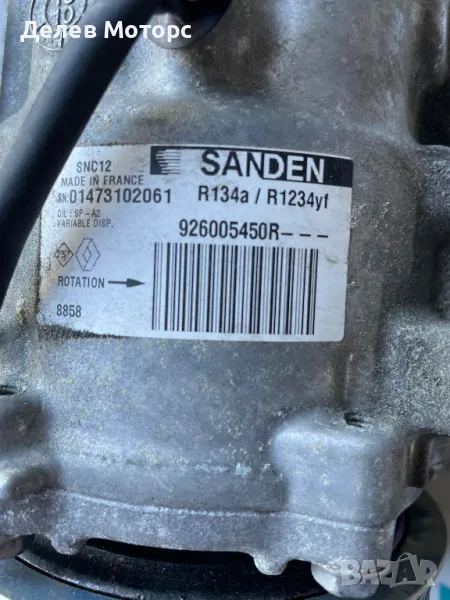 Делев Моторс
SNC12
MADE IN FRANCE
SN:01473102061
OIL : SP-A2
VARIABLE DISP.
ROTATION
8858
SANDEN
R134a / R1234yf
926005450R---
BAZAR